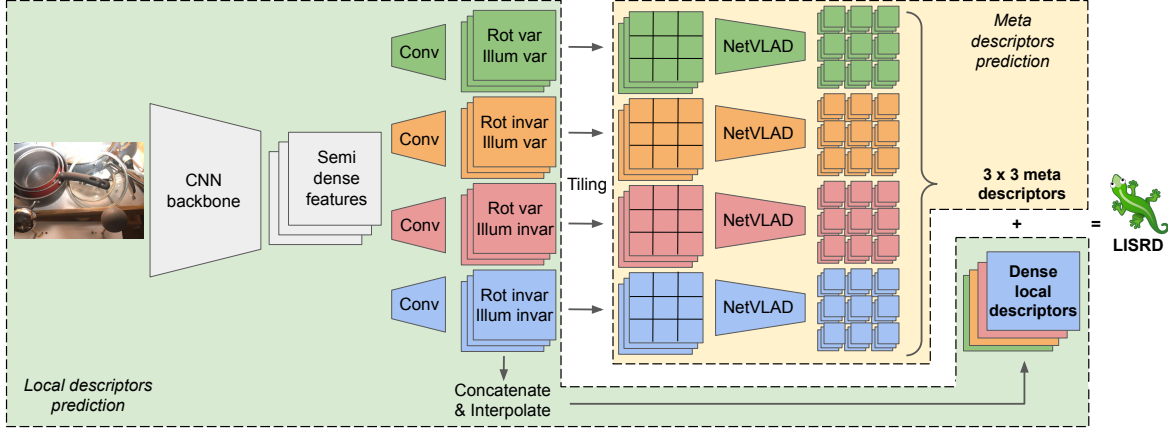 Conv
Rot var
Illum var
NetVLAD
Meta
descriptors
prediction
Conv
Rot invar
Illum var
NetVLAD
CNN
backbone
Semi
dense
features
Tiling
3 x 3 meta
descriptors
Conv
Rot var
Illum invar
NetVLAD
+
=
LISRD
Conv
Rot invar
Illum invar
NetVLAD
Dense
local
descriptors
Local descriptors
prediction
Concatenate
& Interpolate